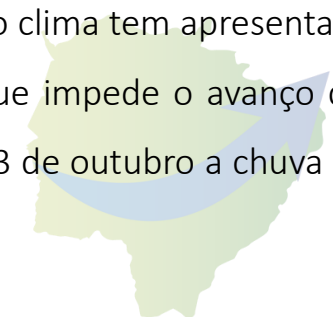 o clima tem apresenta
ue impede o avanço
3 de outubro a chuva